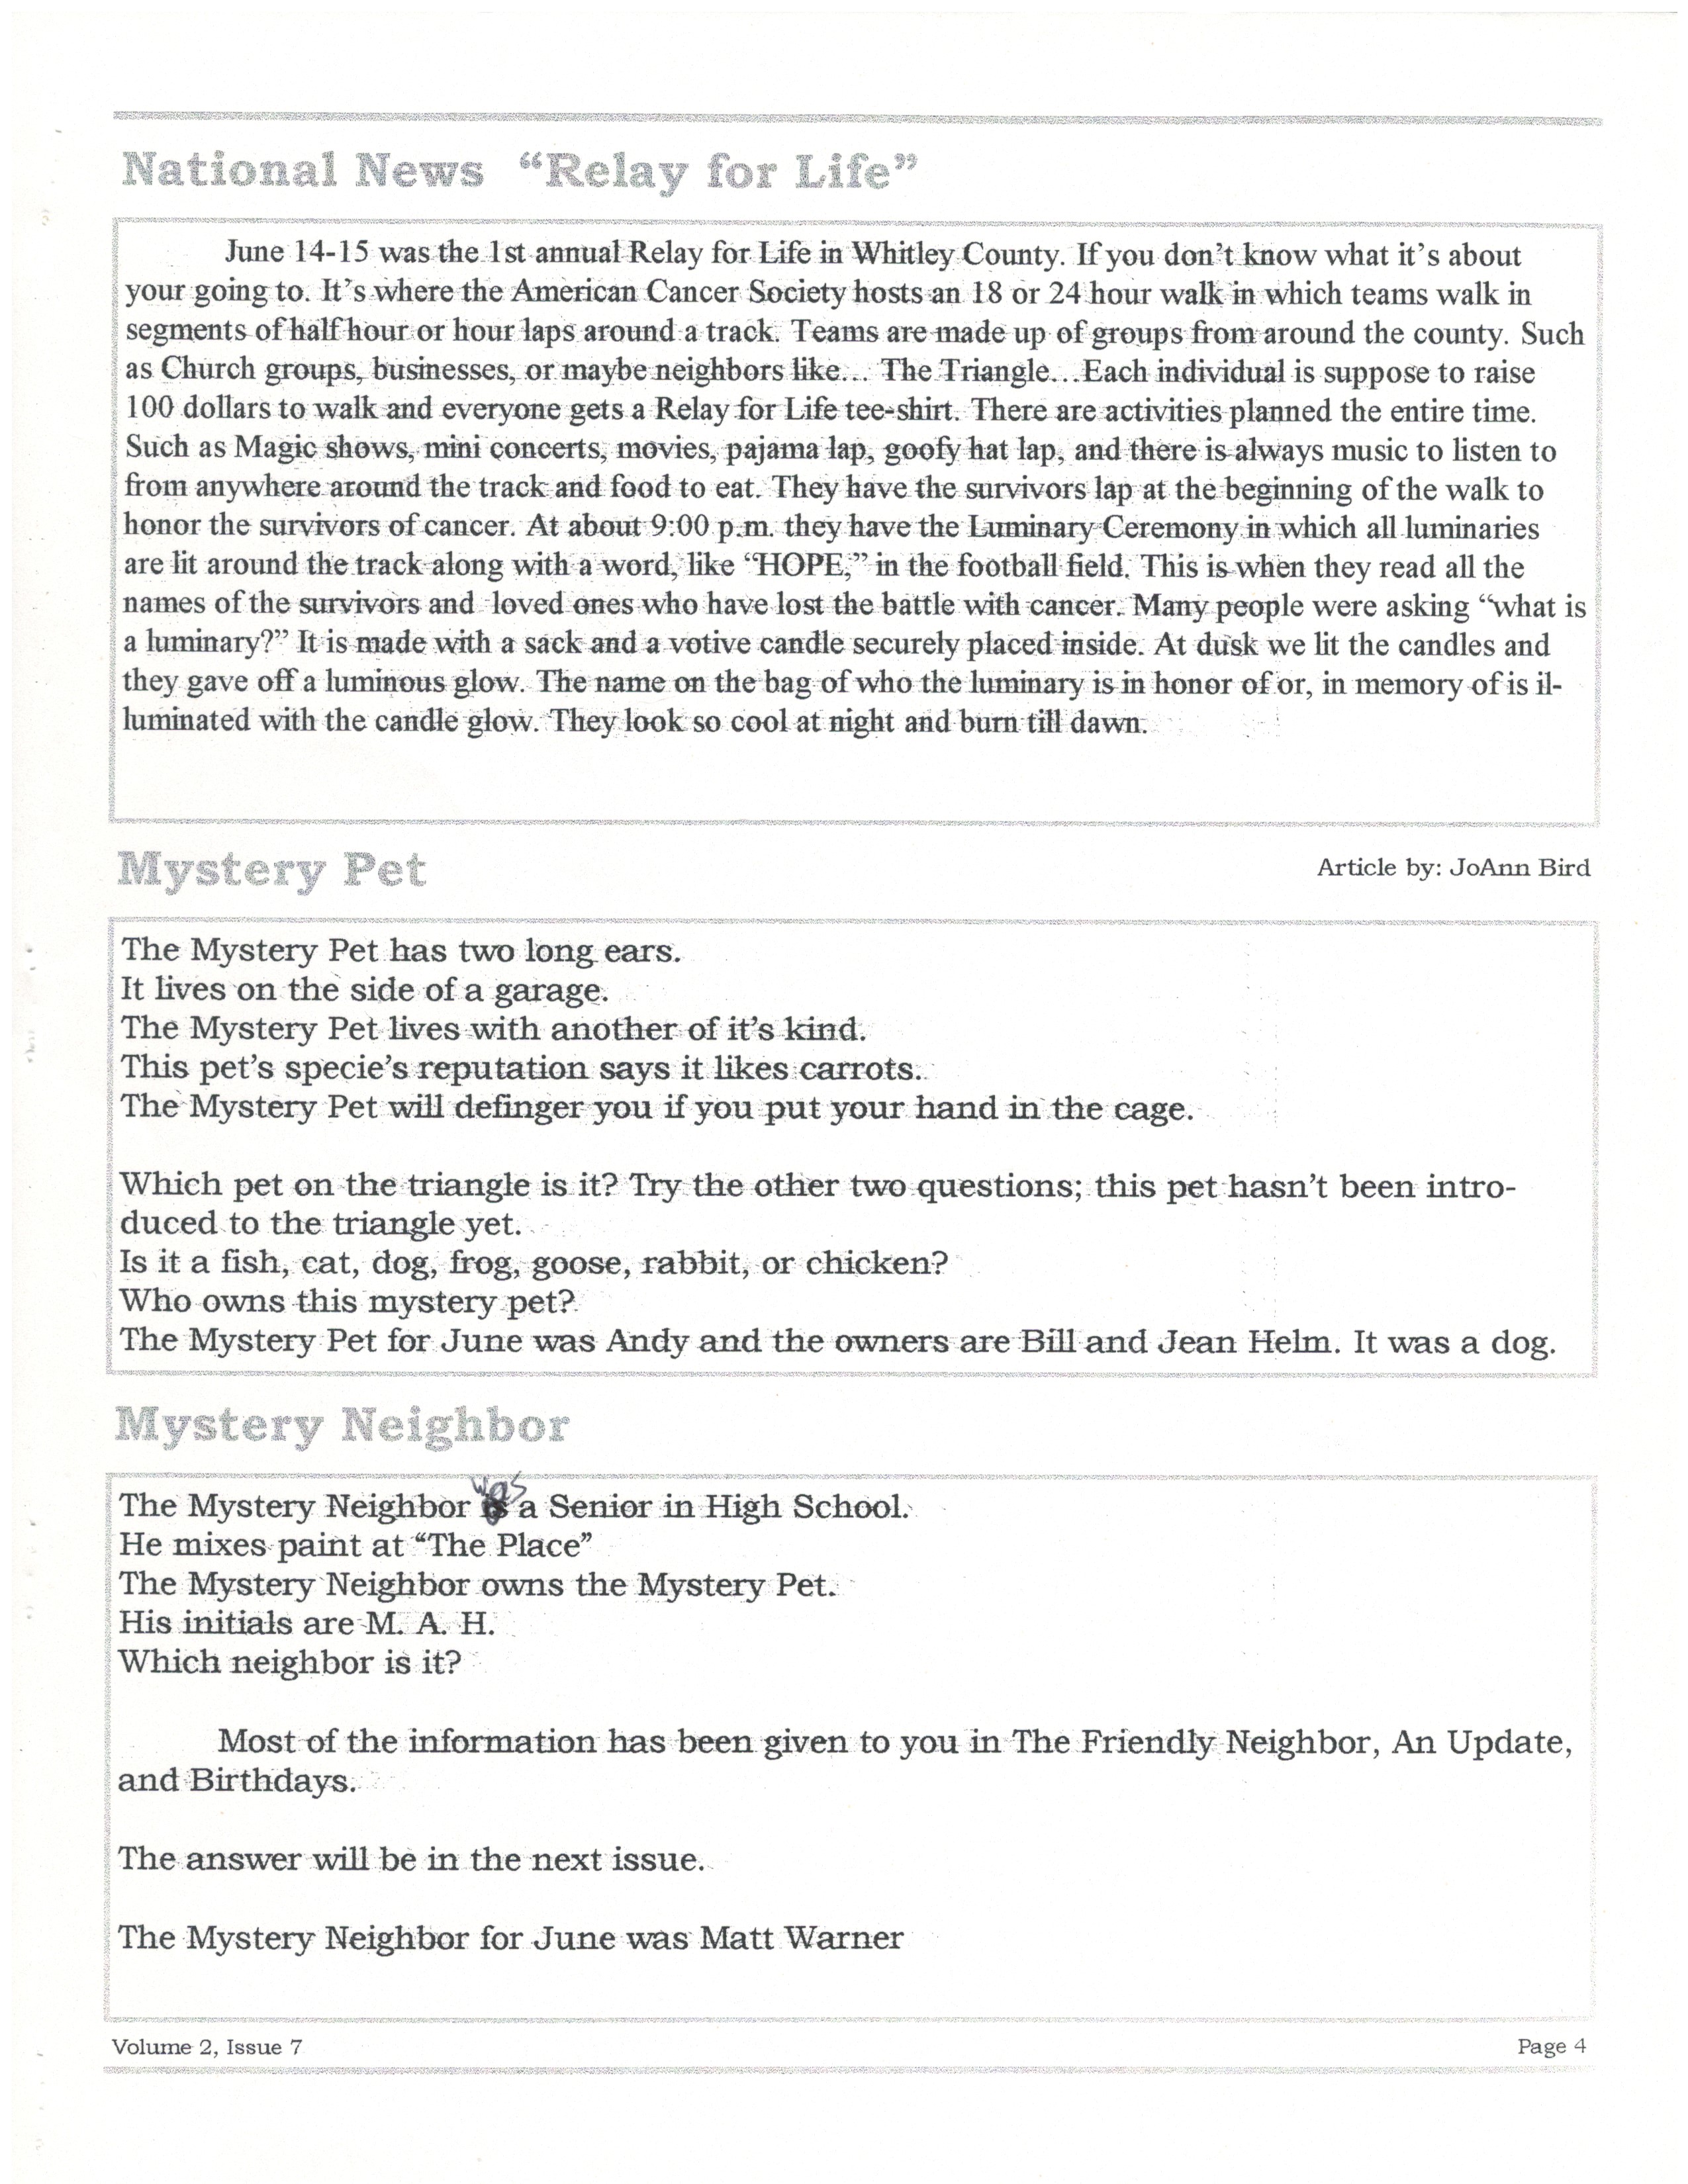 National News “Relay for Life”
June 14-15 was the 1st annual Relay for Life in Whitley County. If you don’t know what it’s about
your going to. It’s where the American Cancer Society hosts an 18 or 24 hour walk in which teams walk in
segments of half hour or hour laps around a track. Teams are made up of groups from around the county. Such
as Church groups, businesses, or maybe neighbors like... The Triangle...Each individual is suppose to raise
100 dollars to walk and everyone gets a Relay for Life tee-shirt. There are activities planned the entire time.
Such as Magic shows, mini concerts, movies, pajama lap, goofy hat lap, and there is always music to listen to
from anywhere around the track and food to eat. They have the survivors lap at the beginning of the walk to
honor the survivors of cancer. At about 9:00 p.m. they have the Luminary Ceremony in which all luminaries
are lit around the track along with a word, like “HOPE,” in the football field. This is when they read all the
names of the survivors and loved ones who have lost the battle with cancer. Many people were asking “what is
a luminary?” It is made with a sack and a votive candle securely placed inside. At dusk we lit the candles and
they gave off a luminous glow. The name on the bag of who the luminary is in honor of or, in memory of is il-
luminated with the candle glow. They look so cool at night and burn till dawn.
Mystery Pet
Article by: JoAnn Bird
The Mystery Pet has two long ears.
It lives on the side of a garage.
The Mystery Pet lives with another of it’s kind.
This pet’s specie’s reputation says it likes carrots.
The Mystery Pet will definger you if you put your hand in the cage.
Which pet on the triangle is it? Try the other two questions; this pet hasn’t been intro-
duced to the triangle yet.
Is it a fish, cat, dog, frog, goose, rabbit, or chicken?
Who owns this mystery pet?
The Mystery Pet for June was Andy and the owners are Bill and Jean Helm. It was a dog.
Mystery Neighbor
The Mystery Neighbor was a Senior in High School.
He mixes paint at “The Place”
The Mystery Neighbor owns the Mystery Pet.
His initials are M. A. H.
Which neighbor is it?
Most of the information has been given to you in The Friendly Neighbor, An Update,
and Birthdays.
The answer will be in the next issue.
The Mystery Neighbor for June was Matt Warner
Volume 2, Issue 7
Page 4